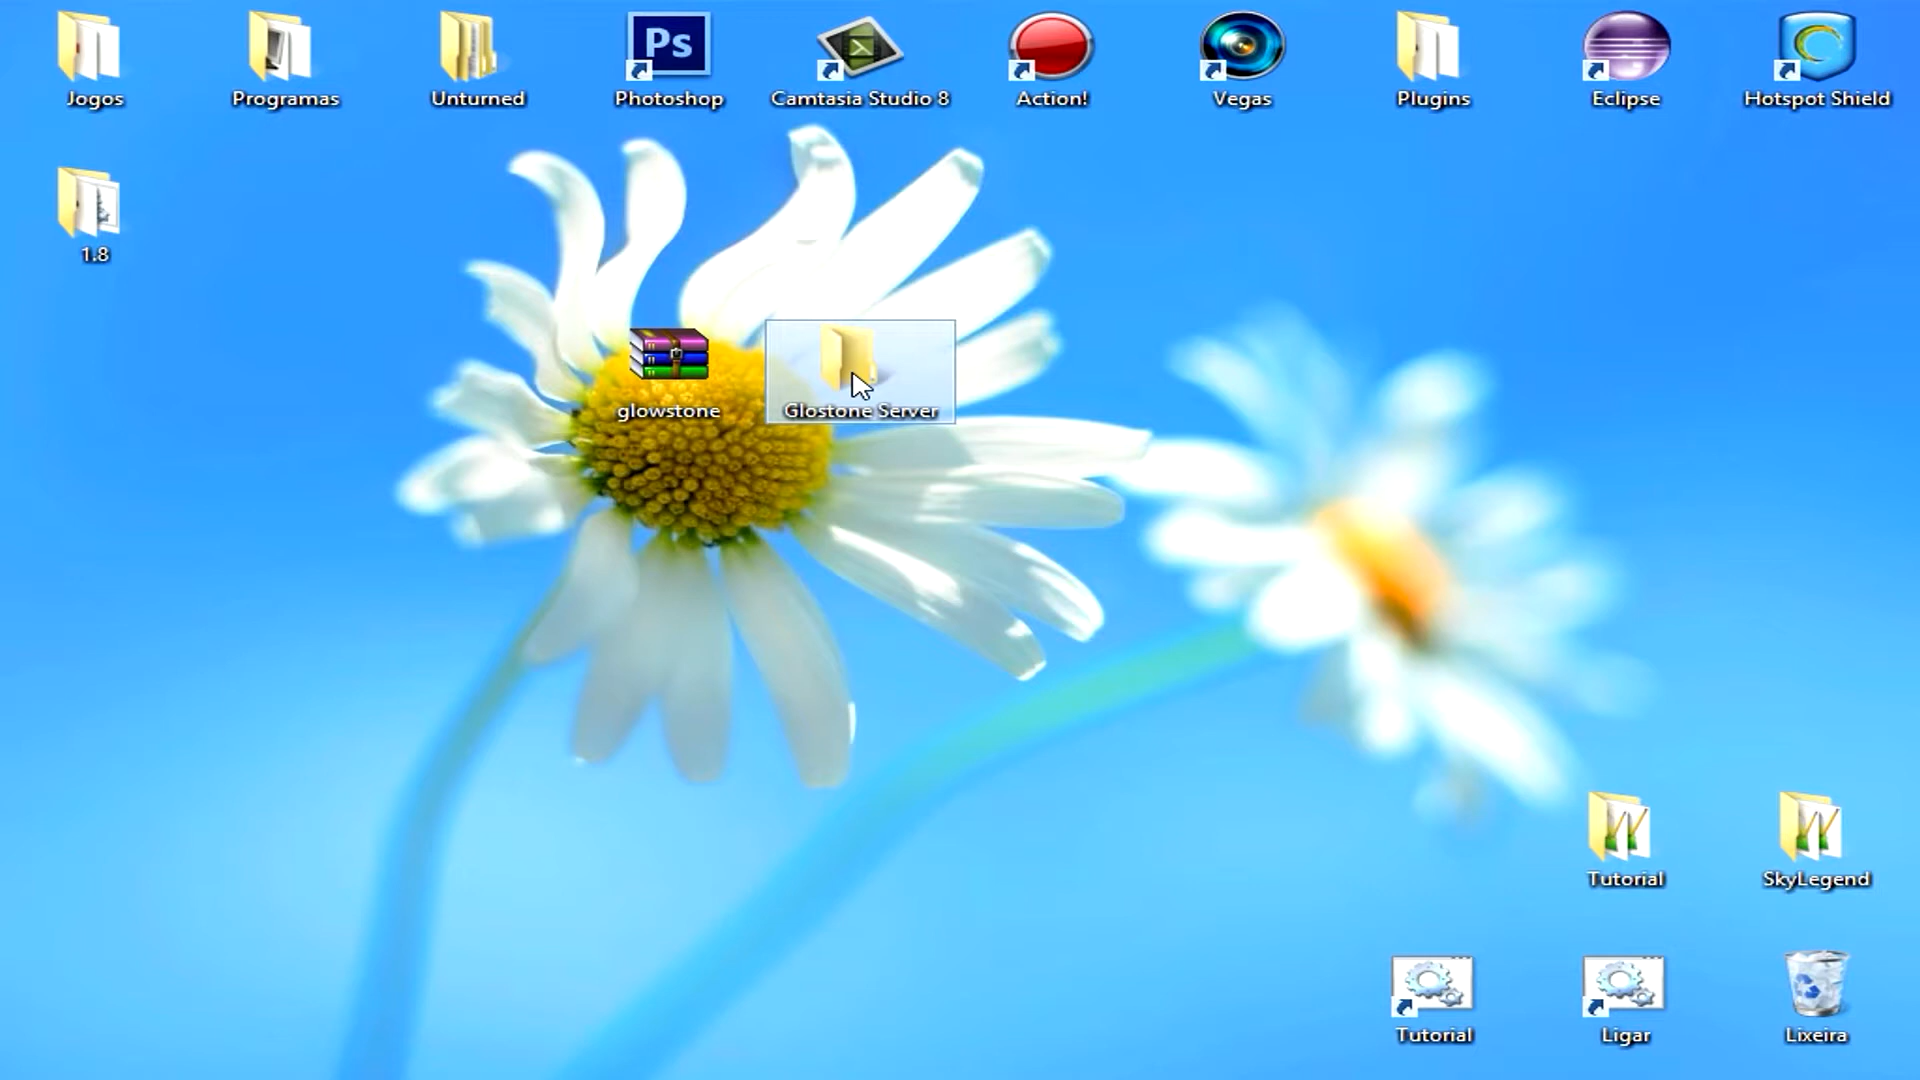 Jogos
Programas
Unturned
Ps
Photoshop
Camtasia Studio 8
Action!
Vegas
Plugins
Eclipse
Hotspot Shield
1.8
glowstone
Glostone Server
Tutorial
SkyLegend
Tutorial
Ligar
Lixeira